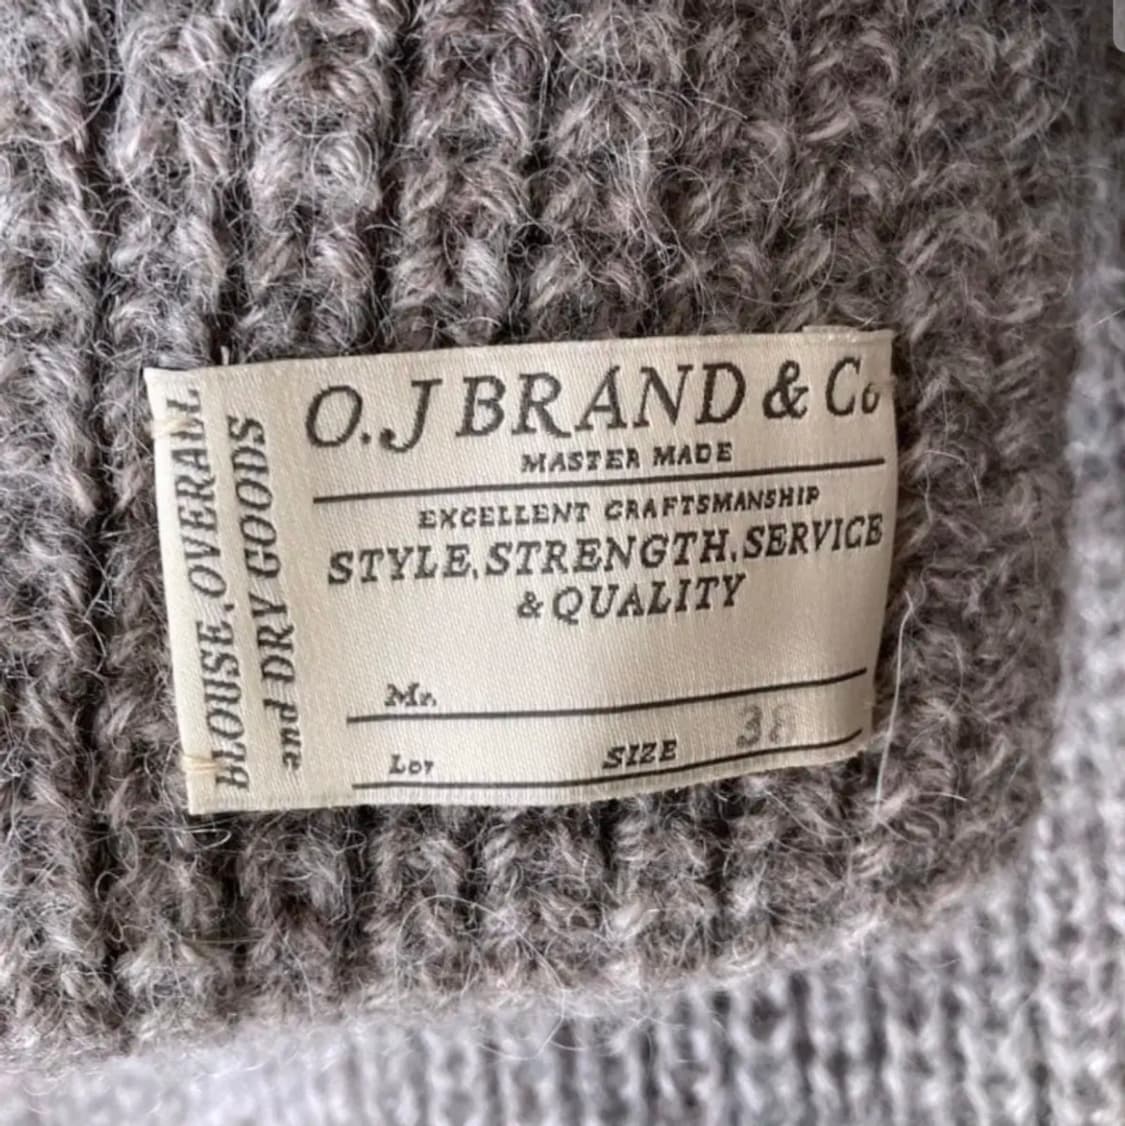 O.J BRAND & Co
MASTER MADE
EXCELLENT CRAFTSMANSHIP
STYLE, STRENGTH, SERVICE
& QUALITY
Mr.
Lot SIZE 38
bLOUSE, OVERALL
and DRY GOODS